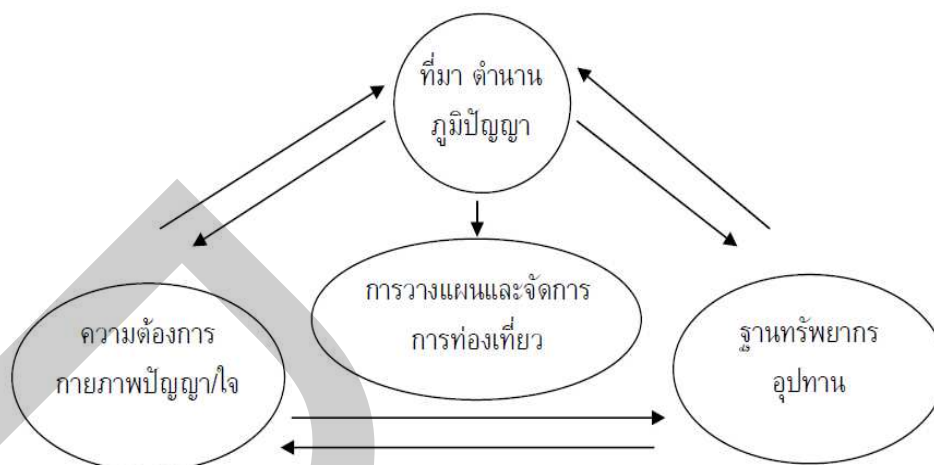 ที่มา ตำนาน
ภูมิปัญญา
การวางแผนและจัดการ
การท่องเที่ยว
ความต้องการ
กายภาพปัญญา/ใจ
ฐานทรัพยากร
อุปทาน